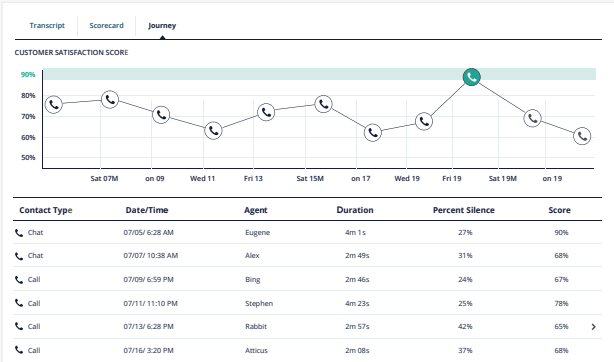 Transcript Scorecard Journey
CUSTOMER SATISFACTION SCORE
90%
80%
70%
60%
50%
Sat 07M on 09 Wed 11 Fri 13 Sat 15M on 17 Wed 19 Fri 19 Sat 19M on 19
Contact Type Date/Time Agent Duration Percent Silence Score
Chat 07/05/ 6:28 AM Eugene 4m 1s 27% 90%
Chat 07/07/ 10:38 AM Alex 2m 49s 31% 68%
Call 07/09/ 6:59 PM Bing 2m 46s 24% 67%
Call 07/11/ 11:10 PM Stephen 4m 23s 25% 78%
Call 07/13/ 6:28 PM Rabbit 2m 57s 42% 65%
Call 07/16/ 3:20 PM Atticus 2m 08s 37% 68%